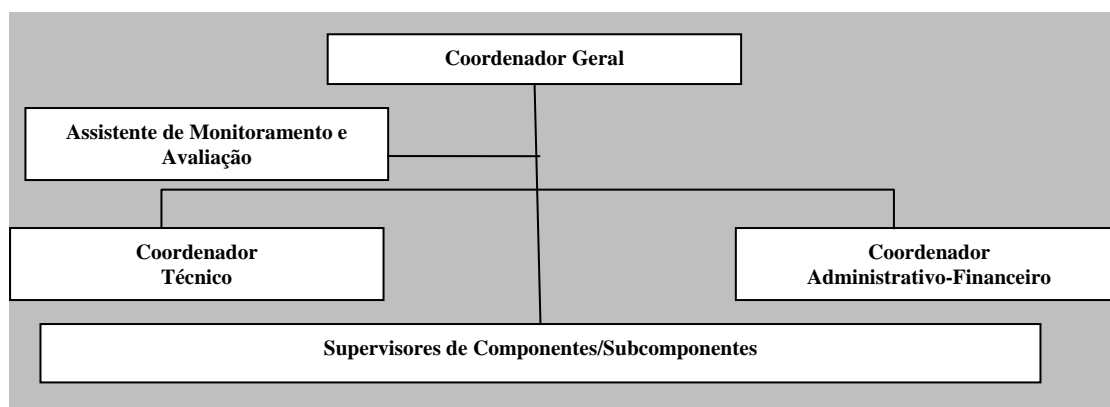 Coordenador Geral
Assistente de Monitoramento e
Avaliação
Coordenador
Técnico
Coordenador
Administrativo-Financeiro
Supervisores de Componentes/Subcomponentes